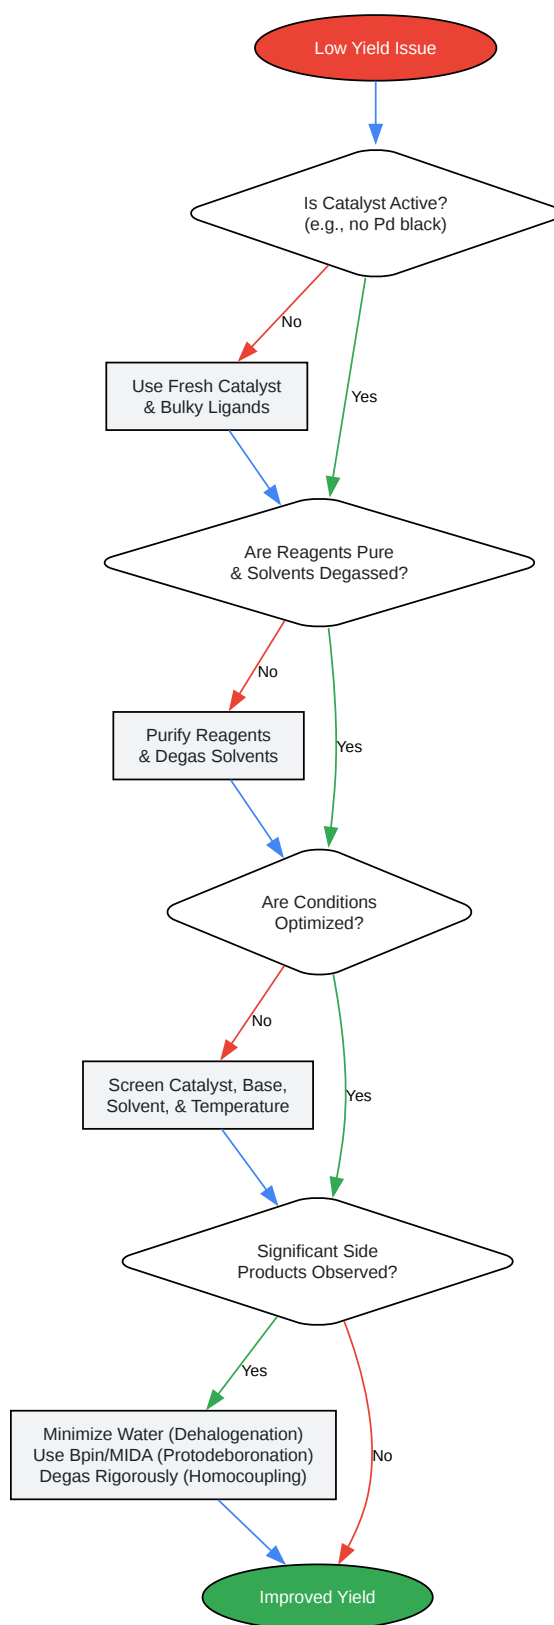 Low Yield Issue
Is Catalyst Active?
(e.g., no Pd black)
No
Use Fresh Catalyst
& Bulky Ligands
Yes
Are Reagents Pure
& Solvents Degassed?
No
Purify Reagents
& Degas Solvents
Yes
Are Conditions
Optimized?
No
Screen Catalyst, Base,
Solvent, & Temperature
Yes
Significant Side
Products Observed?
Yes
Minimize Water (Dehalogenation)
Use Bpin/MIDA (Protodeboronation)
Degas Rigorously (Homocoupling)
No
Improved Yield